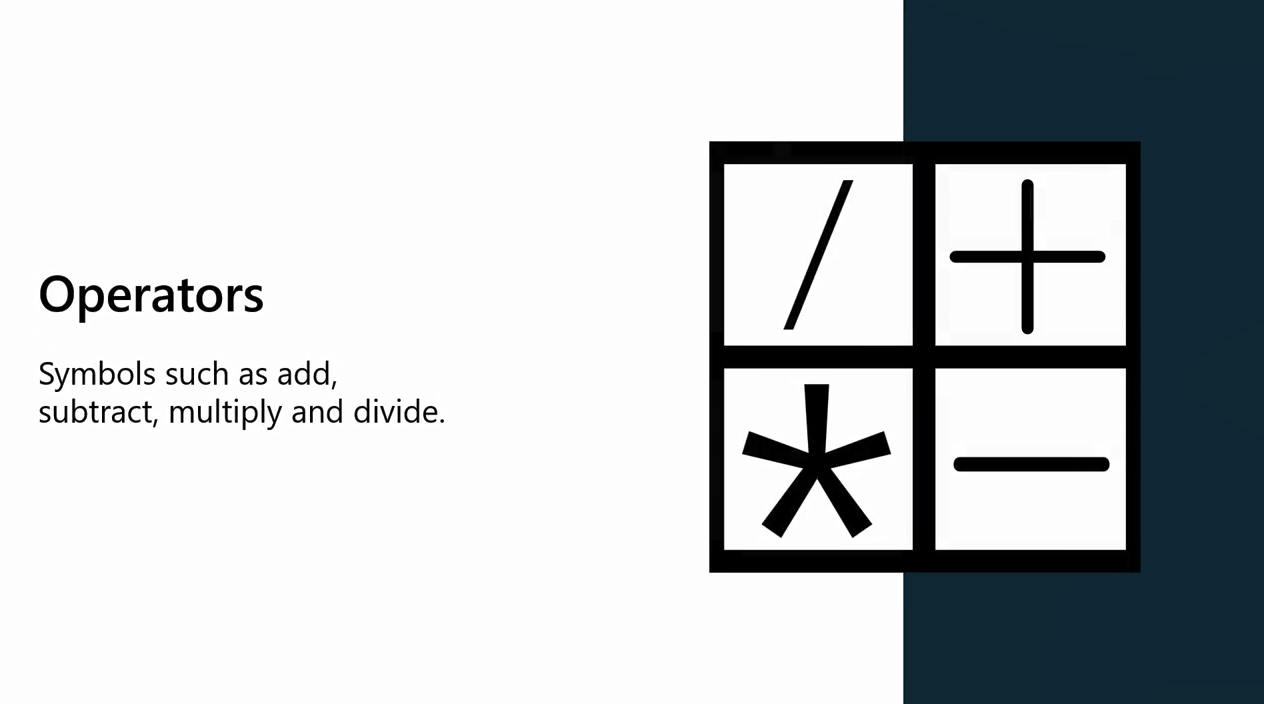 Operators
Symbols such as add,
subtract, multiply and divide.
/ +
* −